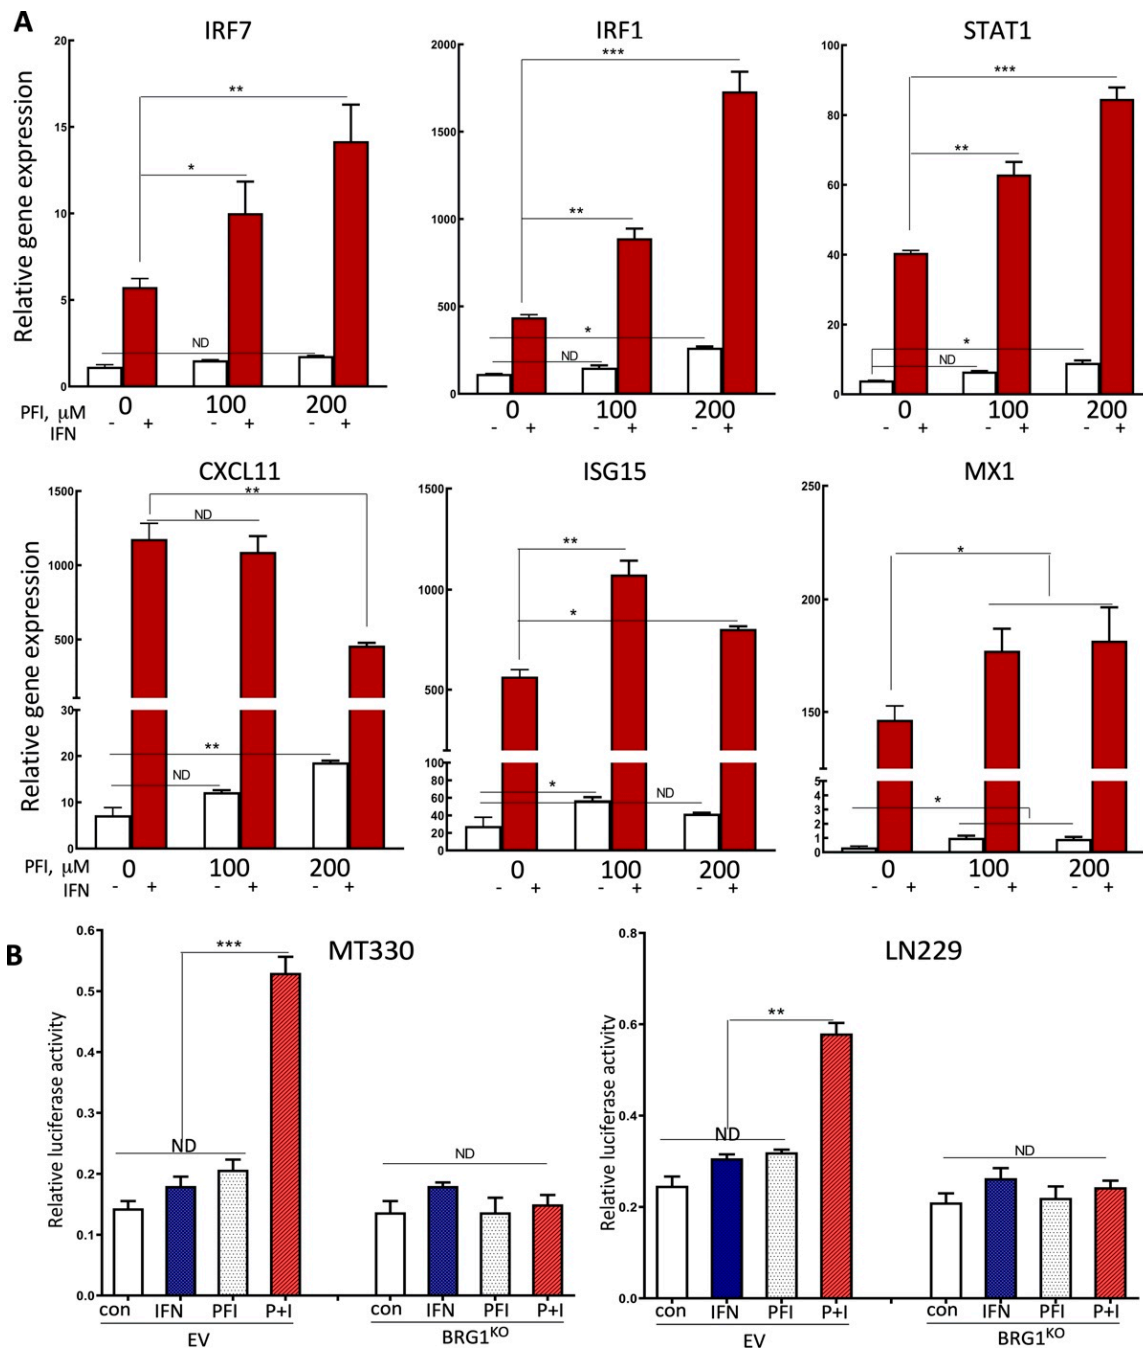 A
IRF7
IRF1
STAT1
Relative gene expression
20
15
10
5
0
**
*
ND
2000
1500
1000
500
0
***
**
*
ND
100
80
60
40
20
0
***
**
*
ND
PFI, μM
0 100 200
IFN
- + - + - +
0 100 200
- + - + - +
0 100 200
- + - + - +
CXCL11
ISG15
MX1
Relative gene expression
1500
1000
500
30
20
10
0
**
ND
**
ND
1500
1000
500
100
80
60
40
20
0
**
*
*
ND
250
200
150
5
4
3
2
1
0
*
*
PFI, μM
0 100 200
IFN
- + - + - +
0 100 200
- + - + - +
0 100 200
- + - + - +
B
MT330
Relative luciferase activity
0.6
0.5
0.4
0.3
0.2
0.1
0.0
***
ND
ND
con IFN PFI P+I con IFN PFI P+I
EV BRG1KO
LN229
Relative luciferase activity
0.8
0.6
0.4
0.2
0.0
**
ND
ND
con IFN PFI P+I con IFN PFI P+I
EV BRG1KO